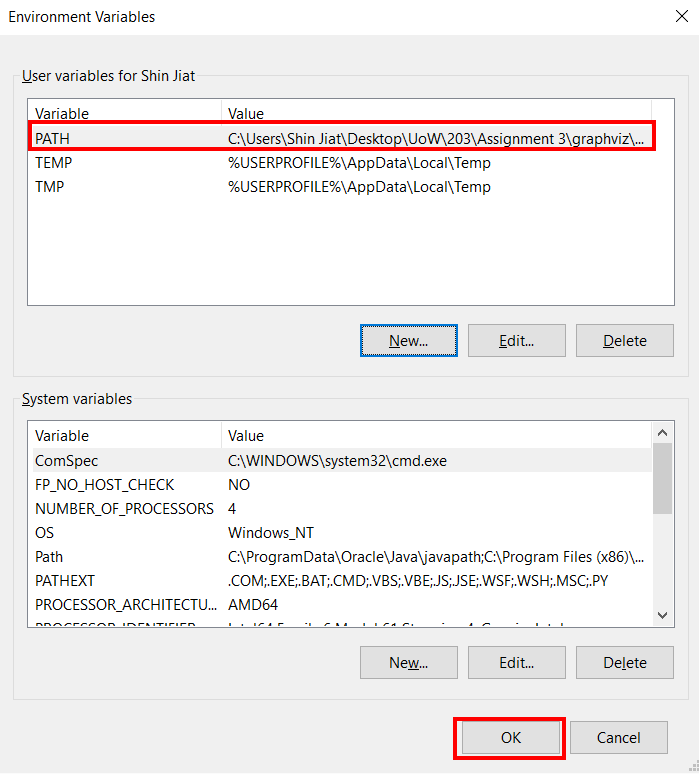 Environment Variables
User variables for Shin Jiat
Variable Value
PATH C:\Users\Shin Jiat\Desktop\UoW\203\Assignment 3\graphviz\...
TEMP %USERPROFILE%\AppData\Local\Temp
TMP %USERPROFILE%\AppData\Local\Temp
New... Edit... Delete
System variables
Variable Value
ComSpec C:\WINDOWS\system32\cmd.exe
FP_NO_HOST_CHECK NO
NUMBER_OF_PROCESSORS 4
OS Windows_NT
Path C:\ProgramData\Oracle\Java\javapath;C:\Program Files (x86)\...
PATHEXT .COM;.EXE;.BAT;.CMD;.VBS;.VBE;.JS;.JSE;.WSF;.WSH;.MSC;.PY
PROCESSOR_ARCHITECTU... AMD64
New... Edit... Delete
OK Cancel